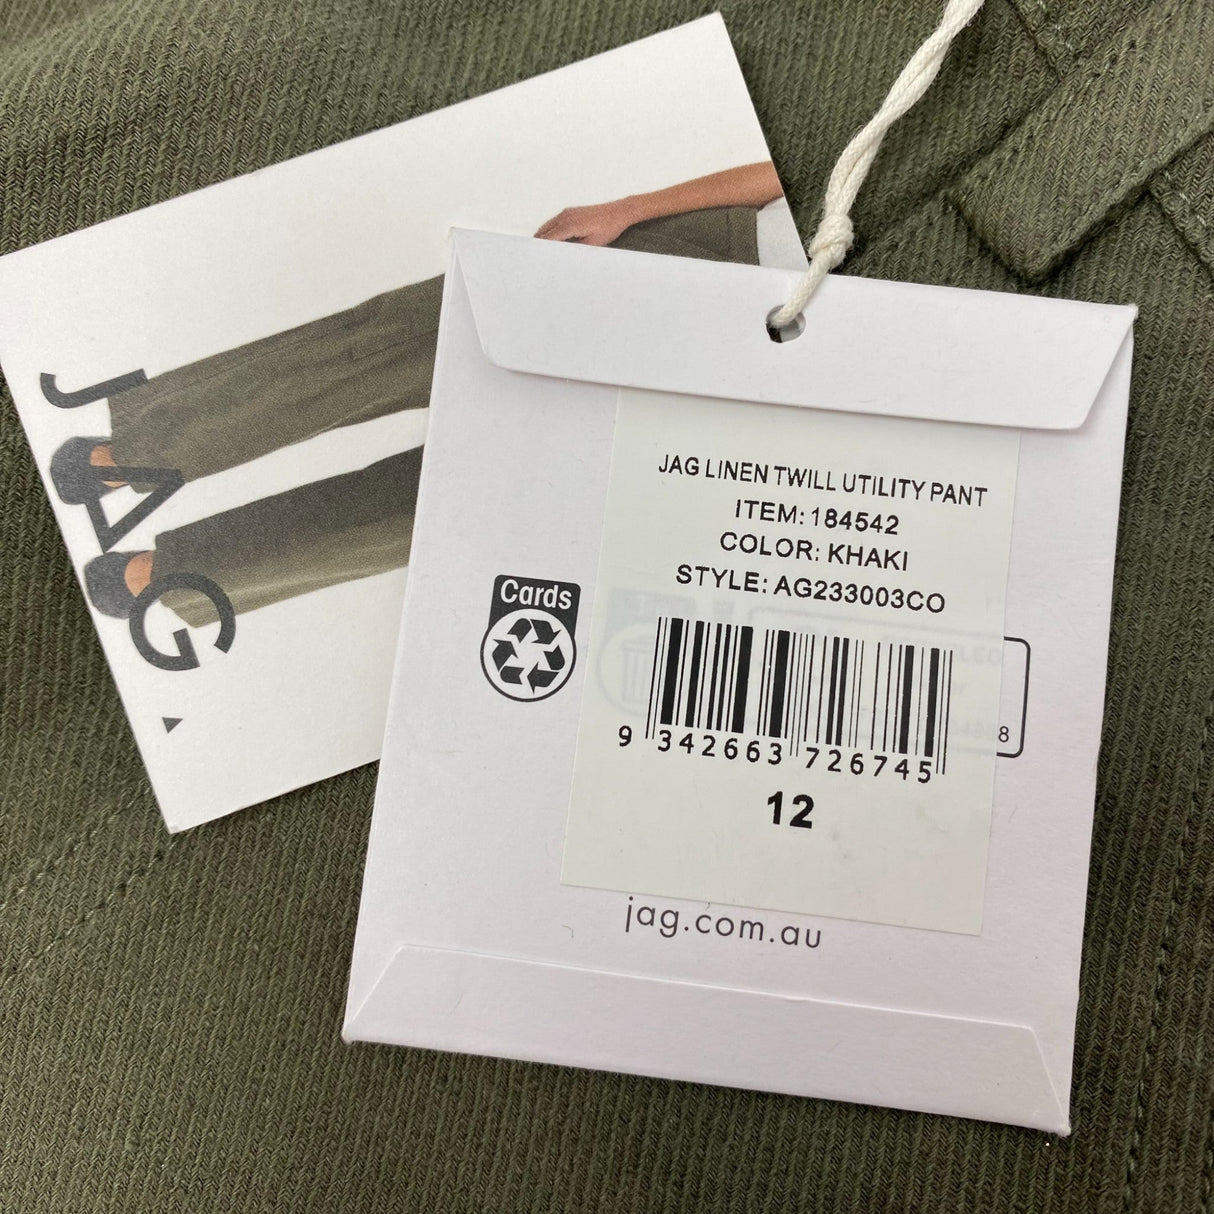 JAG
Cards
JAG LINEN TWILL UTILITY PANT
ITEM: 184542
COLOR: KHAKI
STYLE: AG233003CO
9 342663 726745
8
12
jag.com.au